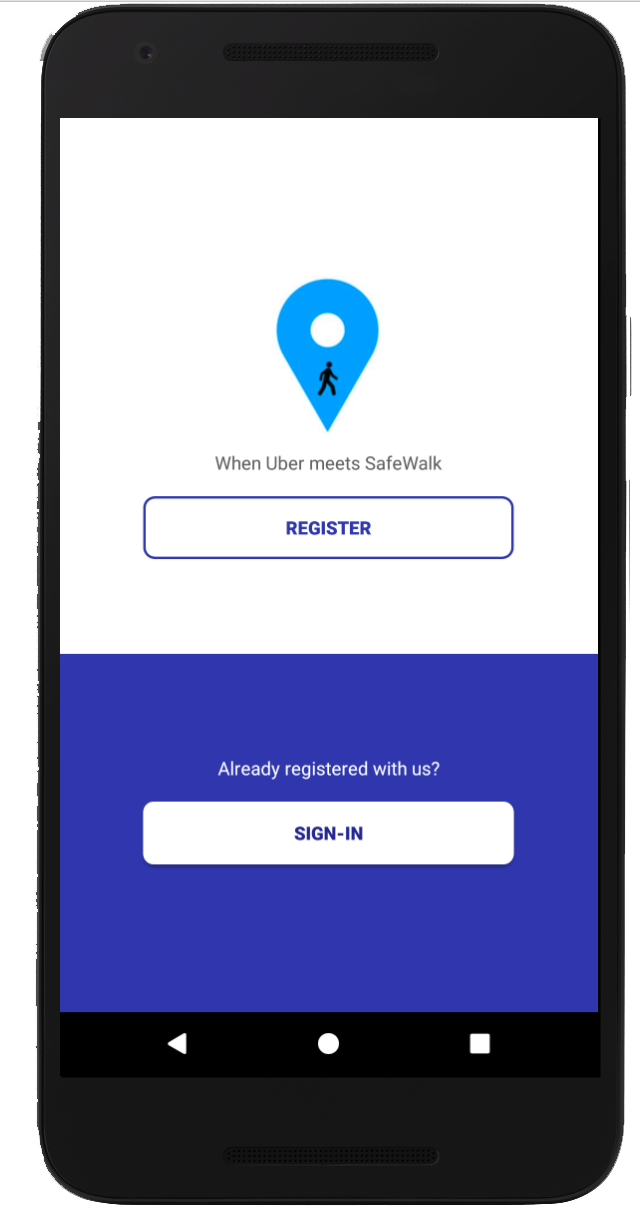 When Uber meets SafeWalk
REGISTER
Already registered with us?
SIGN-IN